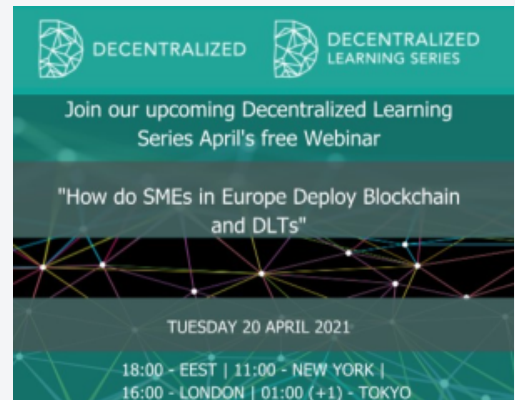 DECENTRALIZED
DECENTRALIZED
LEARNING SERIES
Join our upcoming Decentralized Learning
Series April's free Webinar
"How do SMEs in Europe Deploy Blockchain
and DLTs"
TUESDAY 20 APRIL 2021
18:00 - EEST | 11:00 - NEW YORK |
16:00 - LONDON | 01:00 (+1) - TOKYO